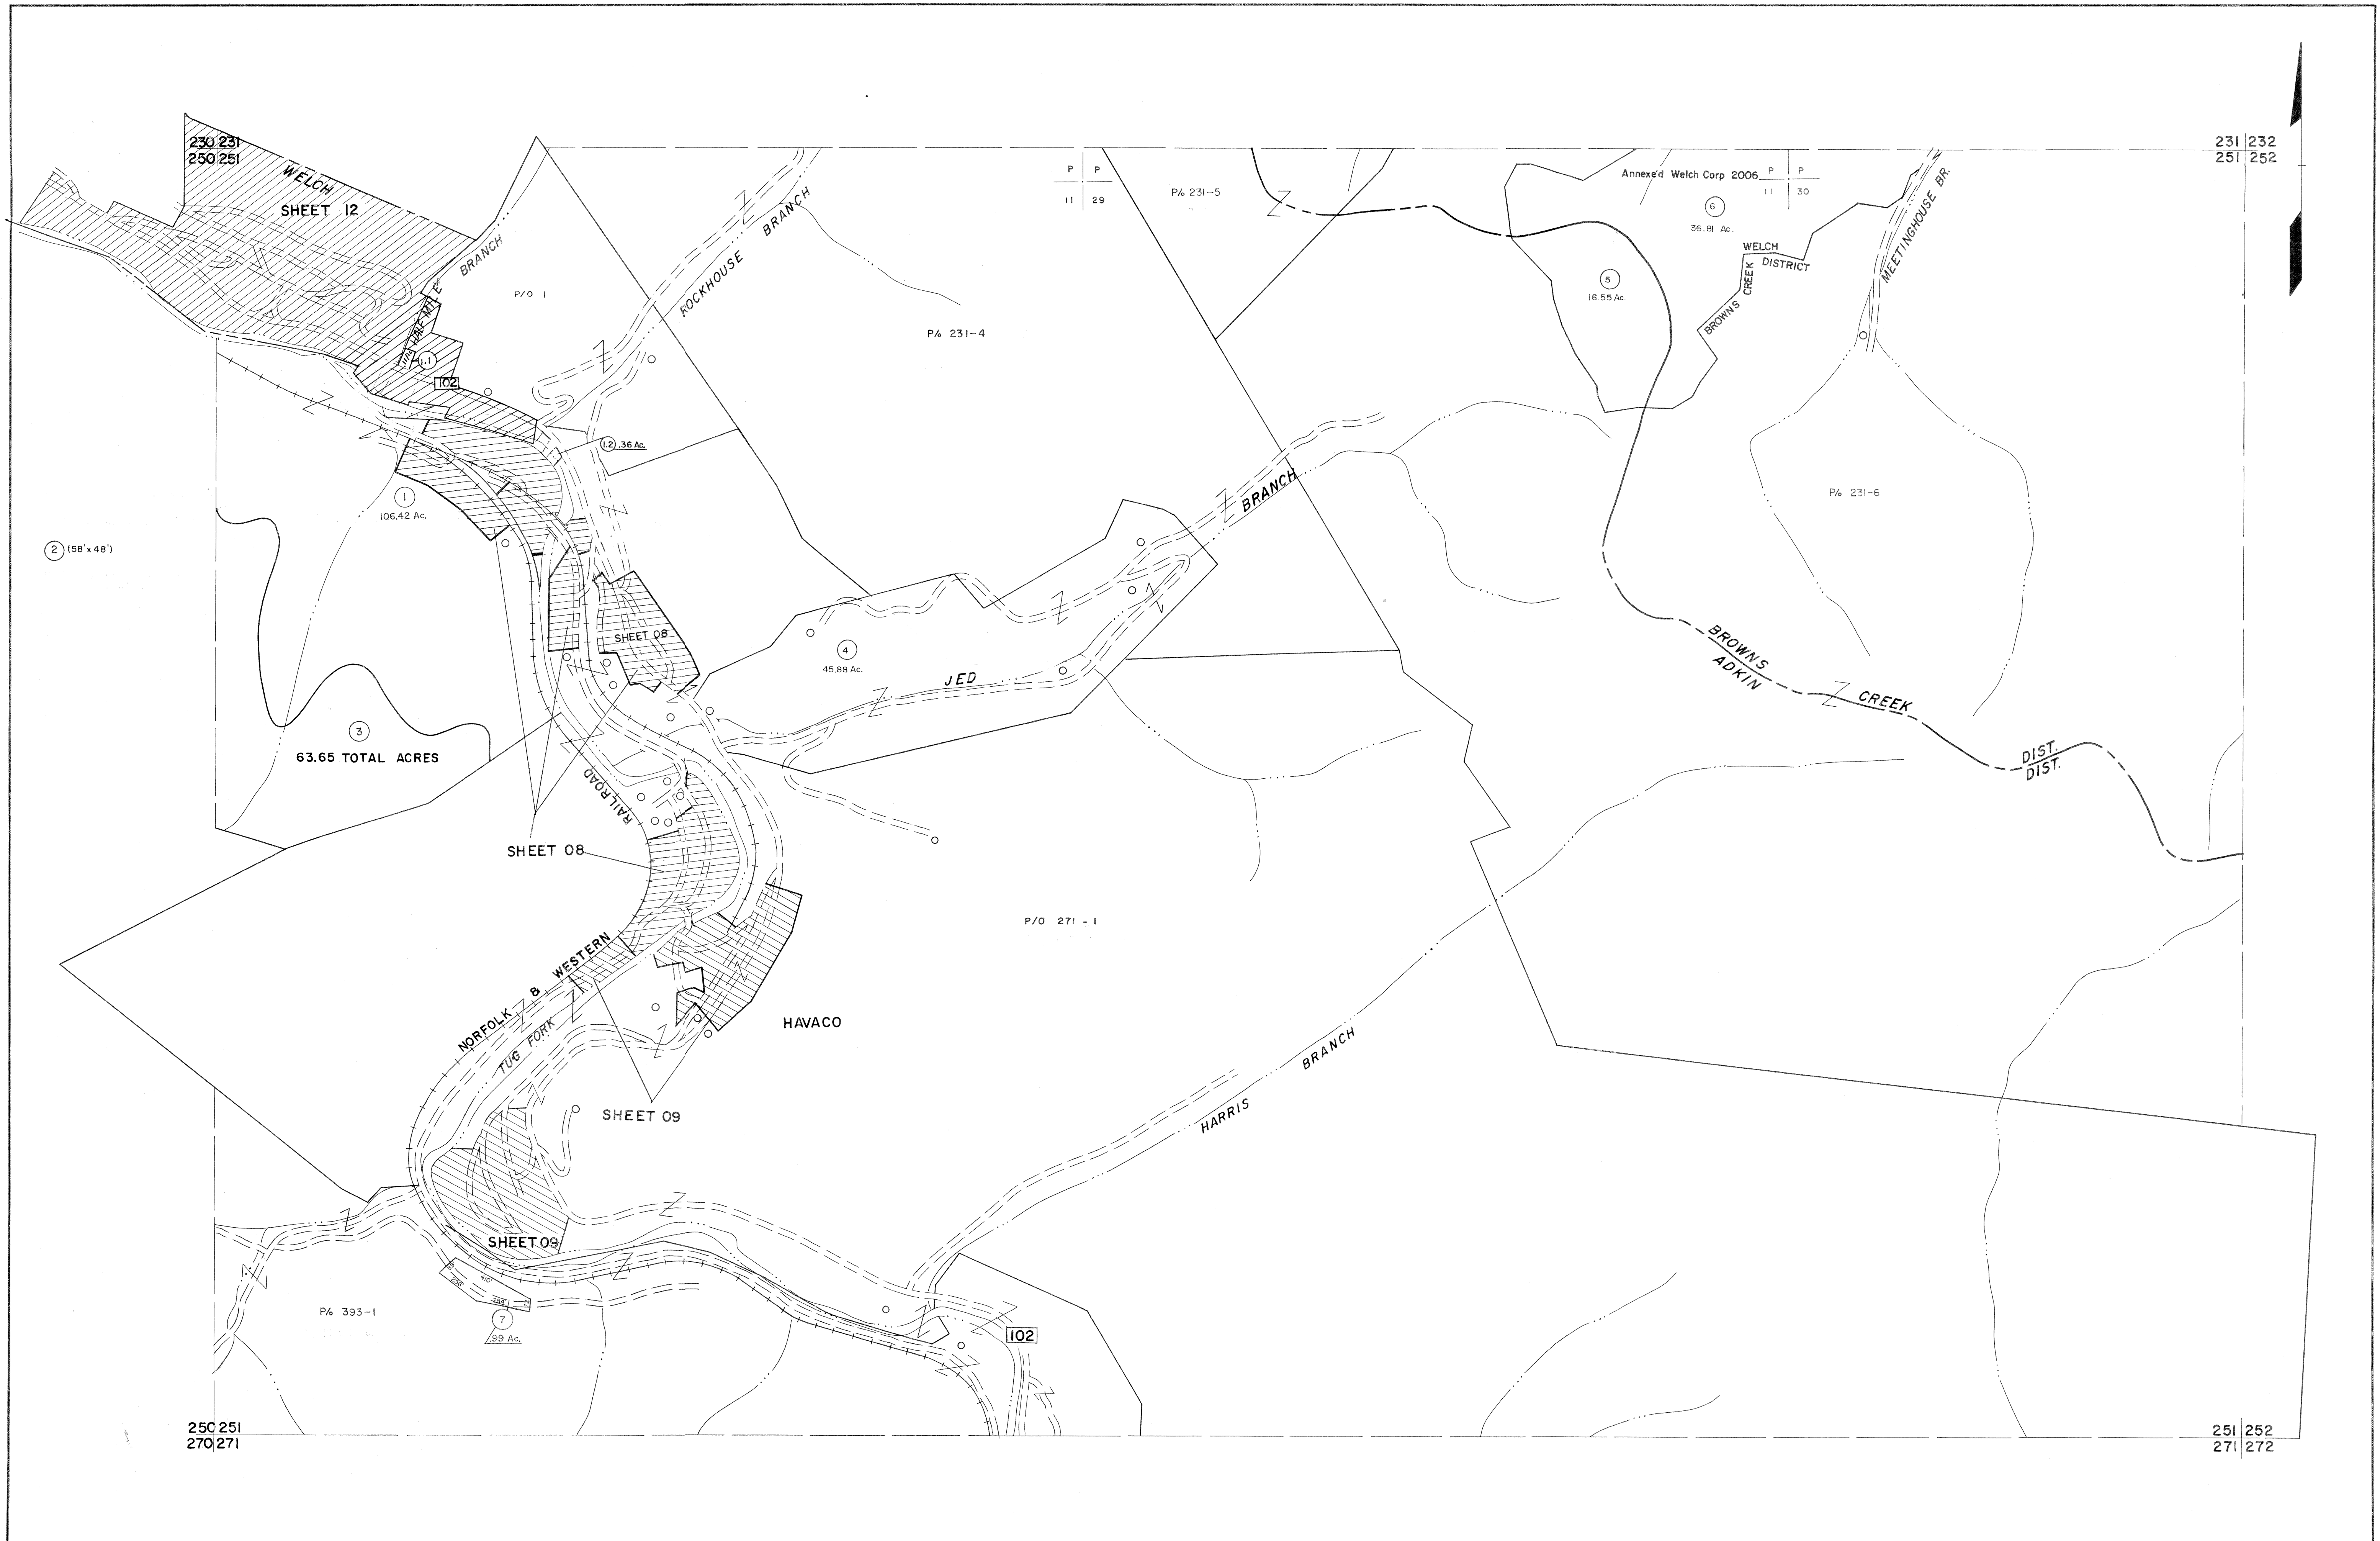 230 231
250 251
WELCH
SHEET 12
BRANCH
HALF MILE
P/O 1
ROCKHOUSE BRANCH
P P
11 29
P/o 231-5
P/o 231-4
Annexe'd Welch Corp 2006
P P
11 30
6
36.81 Ac.
WELCH
DISTRICT
BROWNS CREEK
5
16.55 Ac.
MEETINGHOUSE BR.
231 232
251 252
1.1
102
1.2 .36 Ac.
1
106.42 Ac.
2 (58'x48')
3
63.65 TOTAL ACRES
SHEET 08
4
45.88 Ac.
JED
BRANCH
P/o 231-6
BROWNS
ADKIN
CREEK
DIST.
DIST.
RAILROAD
SHEET 08
P/O 271-1
NORFOLK & WESTERN
TUG FORK
HAVACO
SHEET 09
HARRIS BRANCH
SHEET 09
410'
P/o 393-1
7
.99 Ac.
102
250 251
270 271
251 252
271 272